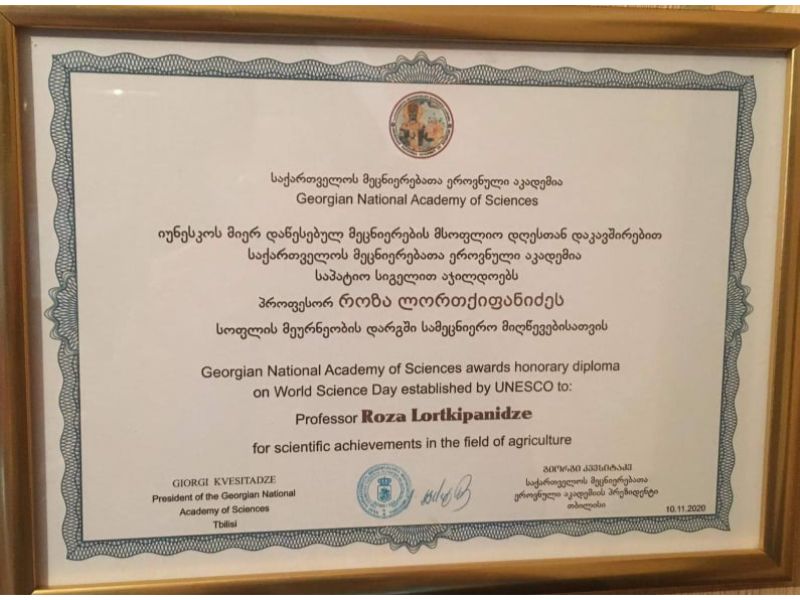 საქართველოს მეცნიერებათა ეროვნული აკადემია
Georgian National Academy of Sciences
იუნესკოს მიერ დაწესებულ მეცნიერების მსოფლიო დღესთან დაკავშირებით
საქართველოს მეცნიერებათა ეროვნული აკადემია
საპატიო სიგელით აჯილდოებს
პროფესორ როზა ლორთქიფანიძეს
სოფლის მეურნეობის დარგში სამეცნიერო მიღწევებისათვის
Georgian National Academy of Sciences awards honorary diploma
on World Science Day established by UNESCO to:
Professor Roza Lortkipanidze
for scientific achievements in the field of agriculture
GIORGI KVESITADZE
President of the Georgian National
Academy of Sciences
Tbilisi
გიორგი კვესიტაძე
საქართველოს მეცნიერებათა
ეროვნული აკადემიის პრეზიდენტი
თბილისი
10.11.2020